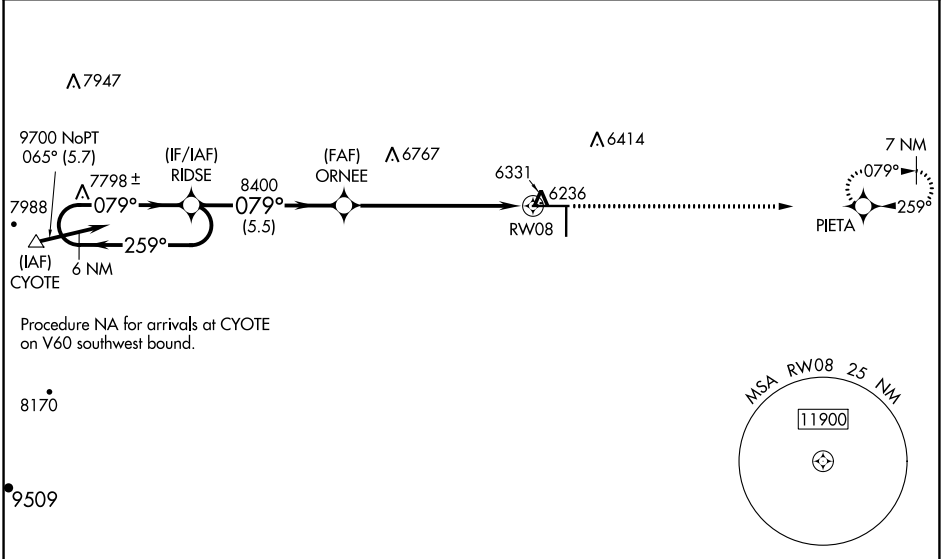 7947
9700 NoPT
065° (5.7)
(IF/IAF)
RIDSE
(FAF)
ORNEE
6767
6414
7 NM
7798 ±
079°
8400
079°
(5.5)
6331
6236
079°
259°
7988
259°
RW08
PIETA
(IAF)
CYOTE
6 NM
Procedure NA for arrivals at CYOTE
on V60 southwest bound.
8170
MSA RW08 25 NM
11900
9509